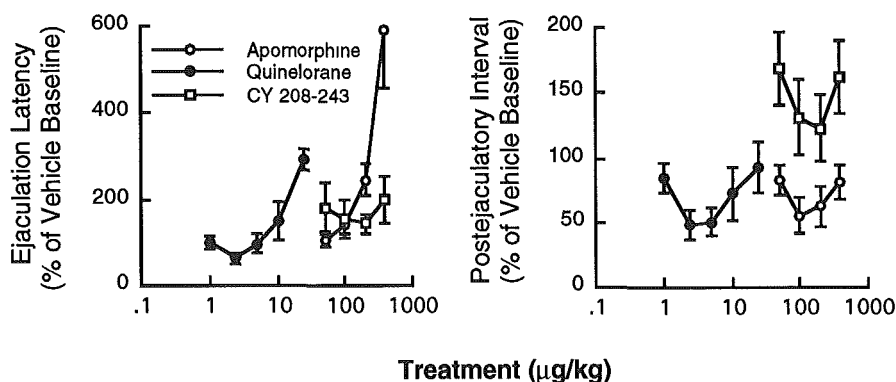 Ejaculation Latency
(% of Vehicle Baseline)
600
400
200
0
Apomorphine
Quinelorane
CY 208-243
.1
1
10
100
1000
Postejaculatory Interval
(% of Vehicle Baseline)
200
150
100
50
0
.1
1
10
100
1000
Treatment (µg/kg)